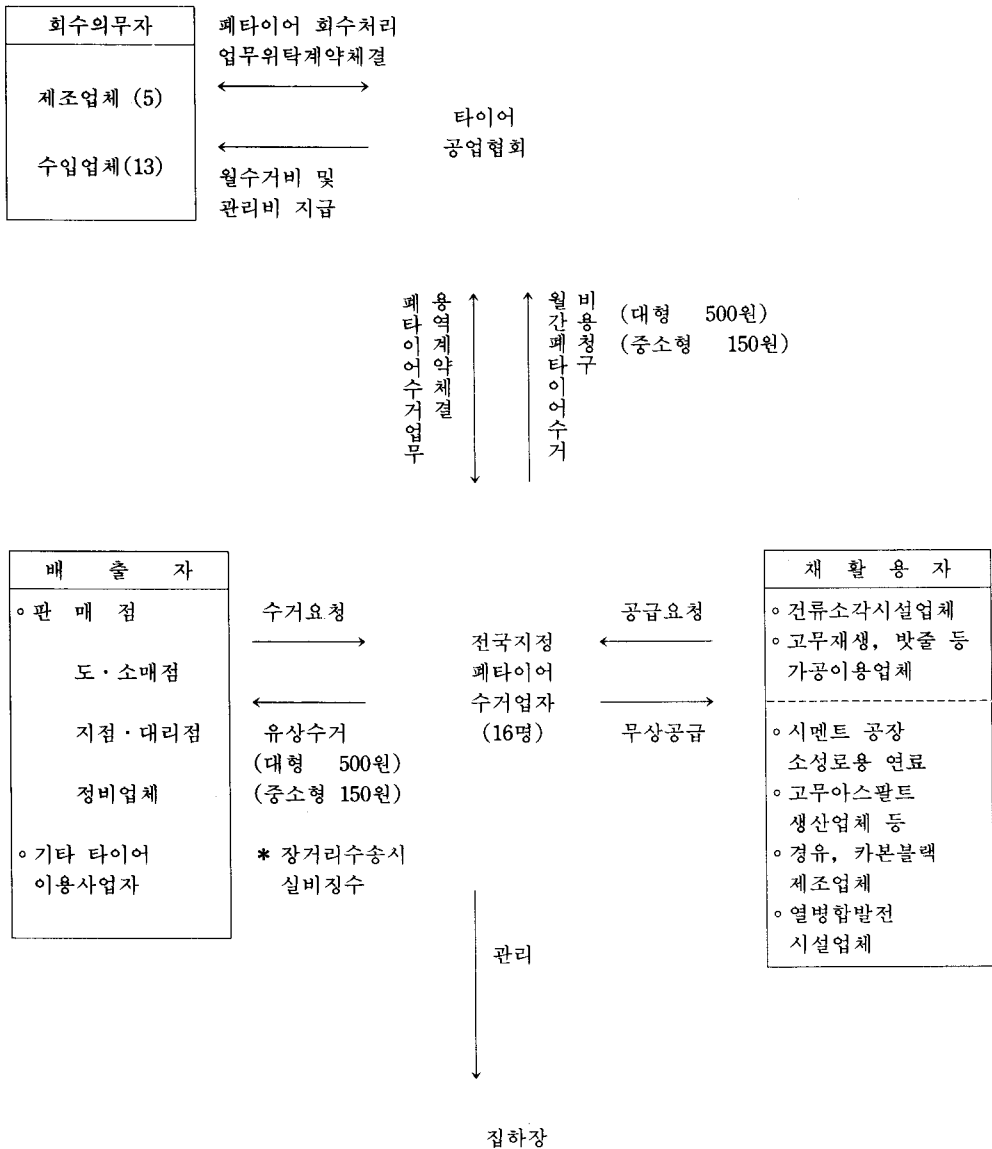 회수의무자
제조업체 (5)
수입업체(13)
폐타이어 회수처리
업무위탁계약체결
월수거비 및
관리비 지급
타이어
공업협회
폐타이어수거업무
용역계약체결
월간폐타이어수거
비용청구
(대형 500원)
(중소형 150원)
배 출 자
∘판 매 점
도·소매점
지점·대리점
정비업체
∘기타 타이어
이용사업자
수거요청
유상수거
(대형 500원)
(중소형 150원)
* 장거리수송시
실비징수
전국지정
폐타이어
수거업자
(16명)
공급요청
무상공급
채 활 용 자
∘건류소각시설업체
∘고무재생, 밧줄 등
가공이용업체
∘시멘트 공장
소성로용 연료
∘고무아스팔트
생산업체 등
∘경유, 카본블랙
제조업체
∘열병합발전
시설업체
관리
집하장